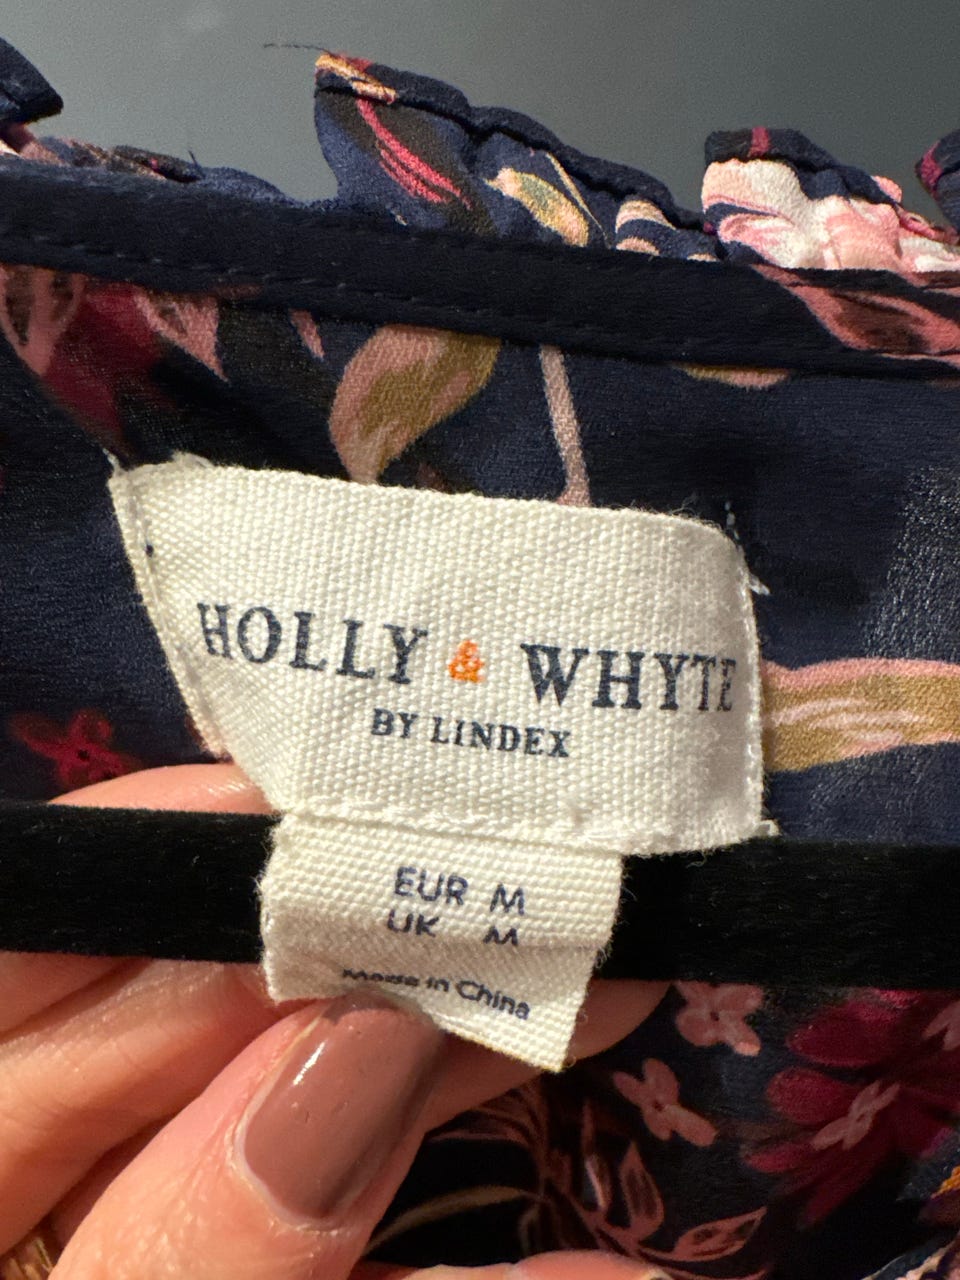 HOLLY & WHYTE
BY LINDEX
EUR M
UK M
Made in China